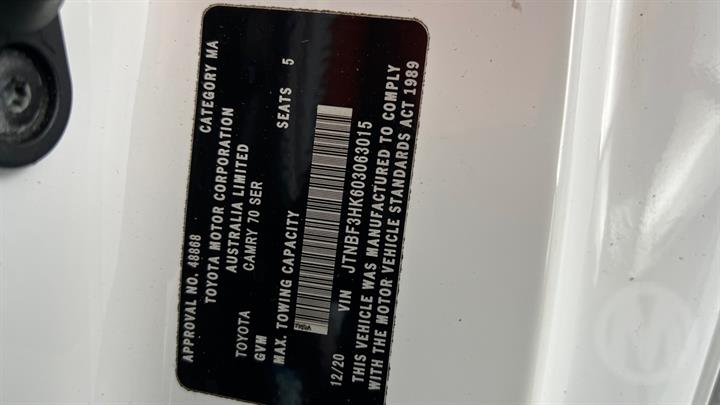 APPROVAL NO. 48868 CATEGORY MA
TOYOTA MOTOR CORPORATION
AUSTRALIA LIMITED
TOYOTA CAMRY 70 SER
GVM
MAX. TOWING CAPACITY SEATS 5
12/20 VIN JTNBF3HK603063015
THIS VEHICLE WAS MANUFACTURED TO COMPLY
WITH THE MOTOR VEHICLE STANDARDS ACT 1989